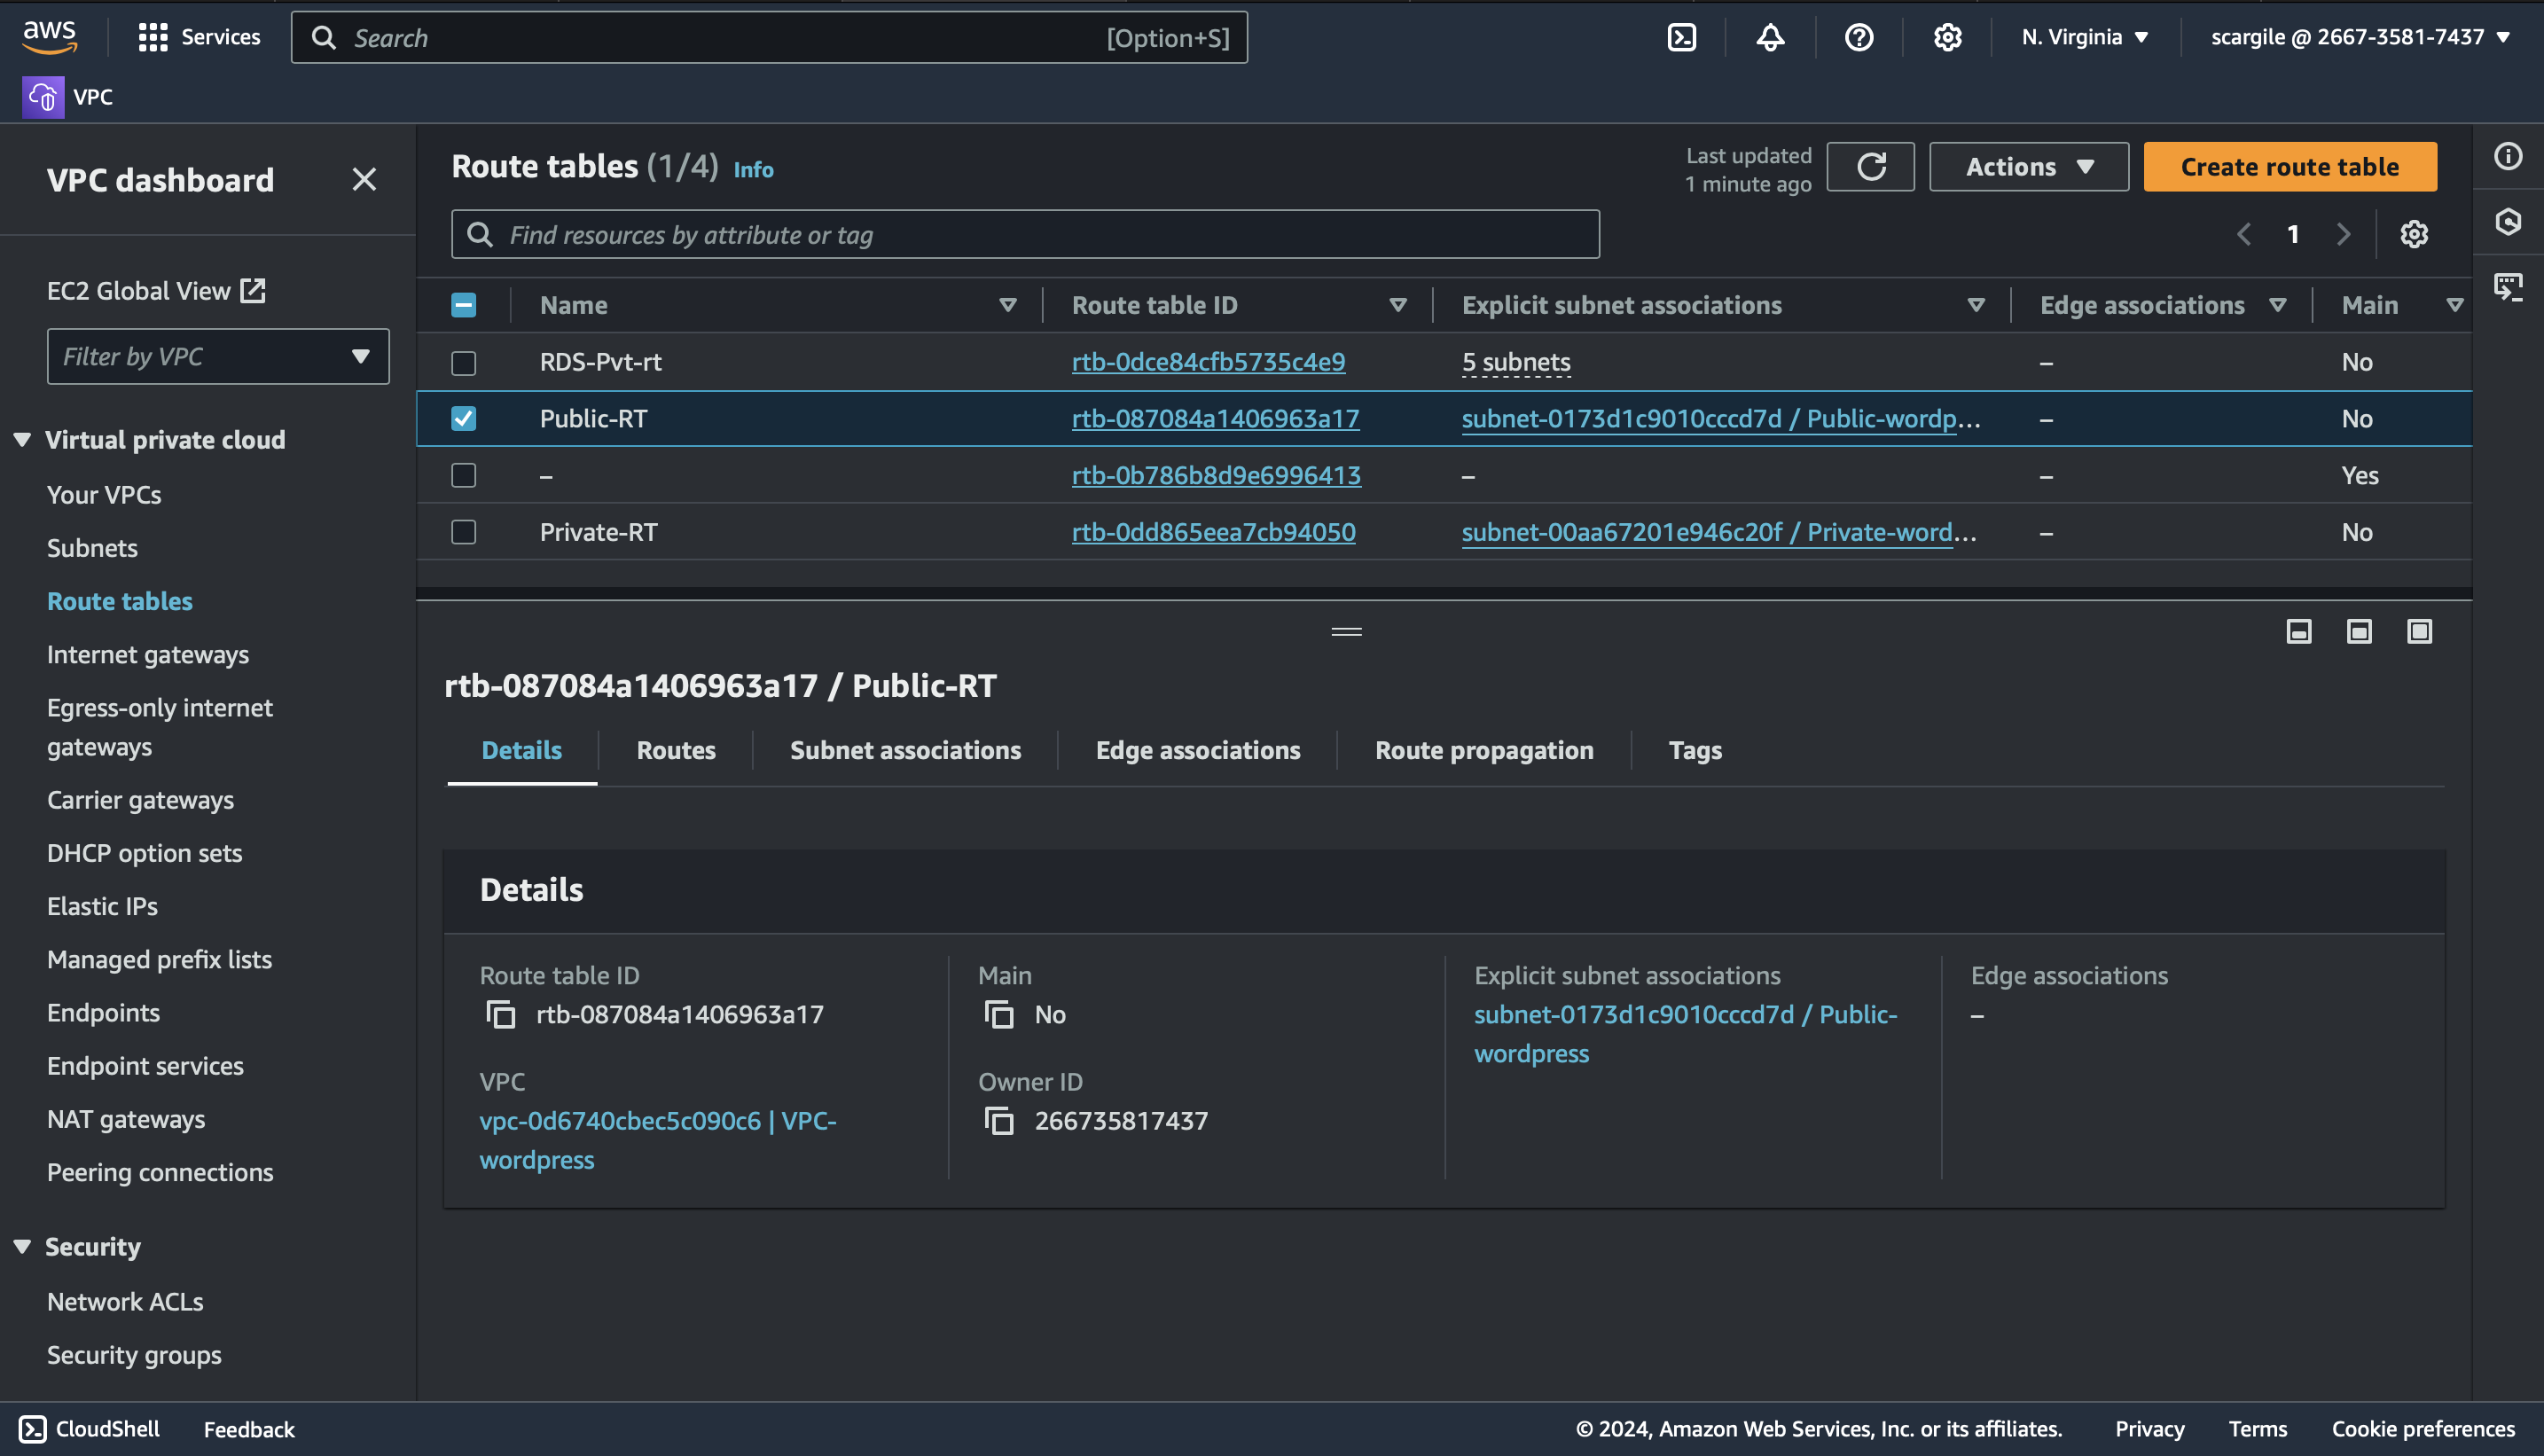 aws Services Search [Option+S] N. Virginia scargile @ 2667-3581-7437
VPC
VPC dashboard
EC2 Global View
Filter by VPC
Virtual private cloud
Your VPCs
Subnets
Route tables
Internet gateways
Egress-only internet
gateways
Carrier gateways
DHCP option sets
Elastic IPs
Managed prefix lists
Endpoints
Endpoint services
NAT gateways
Peering connections
Security
Network ACLs
Security groups
Route tables (1/4) Info
Last updated
1 minute ago
Actions
Create route table
Find resources by attribute or tag
1
Name Route table ID Explicit subnet associations Edge associations Main
RDS-Pvt-rt rtb-0dce84cfb5735c4e9 5 subnets – No
Public-RT rtb-087084a1406963a17 subnet-0173d1c9010cccd7d / Public-wordp... – No
– rtb-0b786b8d9e6996413 – – Yes
Private-RT rtb-0dd865eea7cb94050 subnet-00aa67201e946c20f / Private-word... – No
rtb-087084a1406963a17 / Public-RT
Details Routes Subnet associations Edge associations Route propagation Tags
Details
Route table ID
rtb-087084a1406963a17
VPC
vpc-0d6740cbec5c090c6 | VPC-
wordpress
Main
No
Owner ID
266735817437
Explicit subnet associations
subnet-0173d1c9010cccd7d / Public-
wordpress
Edge associations
–
CloudShell Feedback © 2024, Amazon Web Services, Inc. or its affiliates. Privacy Terms Cookie preferences